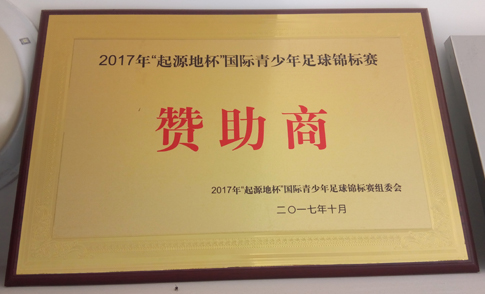 2017年“起源地杯”国际青少年足球锦标赛
赞助商
2017年“起源地杯”国际青少年足球锦标赛组委会
二〇一七年十月